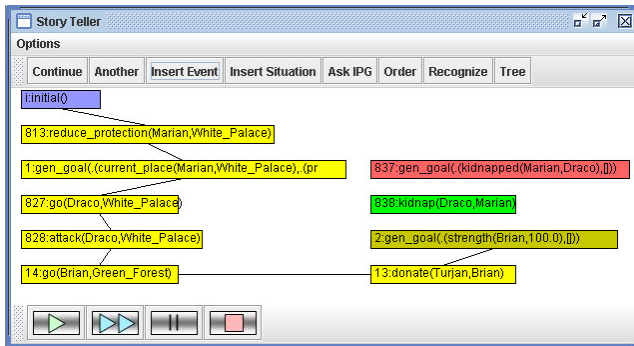 Story Teller
Options
Continue Another Insert Event Insert Situation Ask IPG Order Recognize Tree
i:initial()
813:reduce_protection(Marian,White_Palace)
1:gen_goal(.(current_place(Marian,White_Palace),.(pr
837:gen_goal(.(kidnapped(Marian,Draco),[]))
827:go(Draco,White_Palace)
838:kidnap(Draco,Marian)
828:attack(Draco,White_Palace)
2:gen_goal(.(strength(Brian,100.0),[]))
14:go(Brian,Green_Forest)
13:donate(Turjan,Brian)